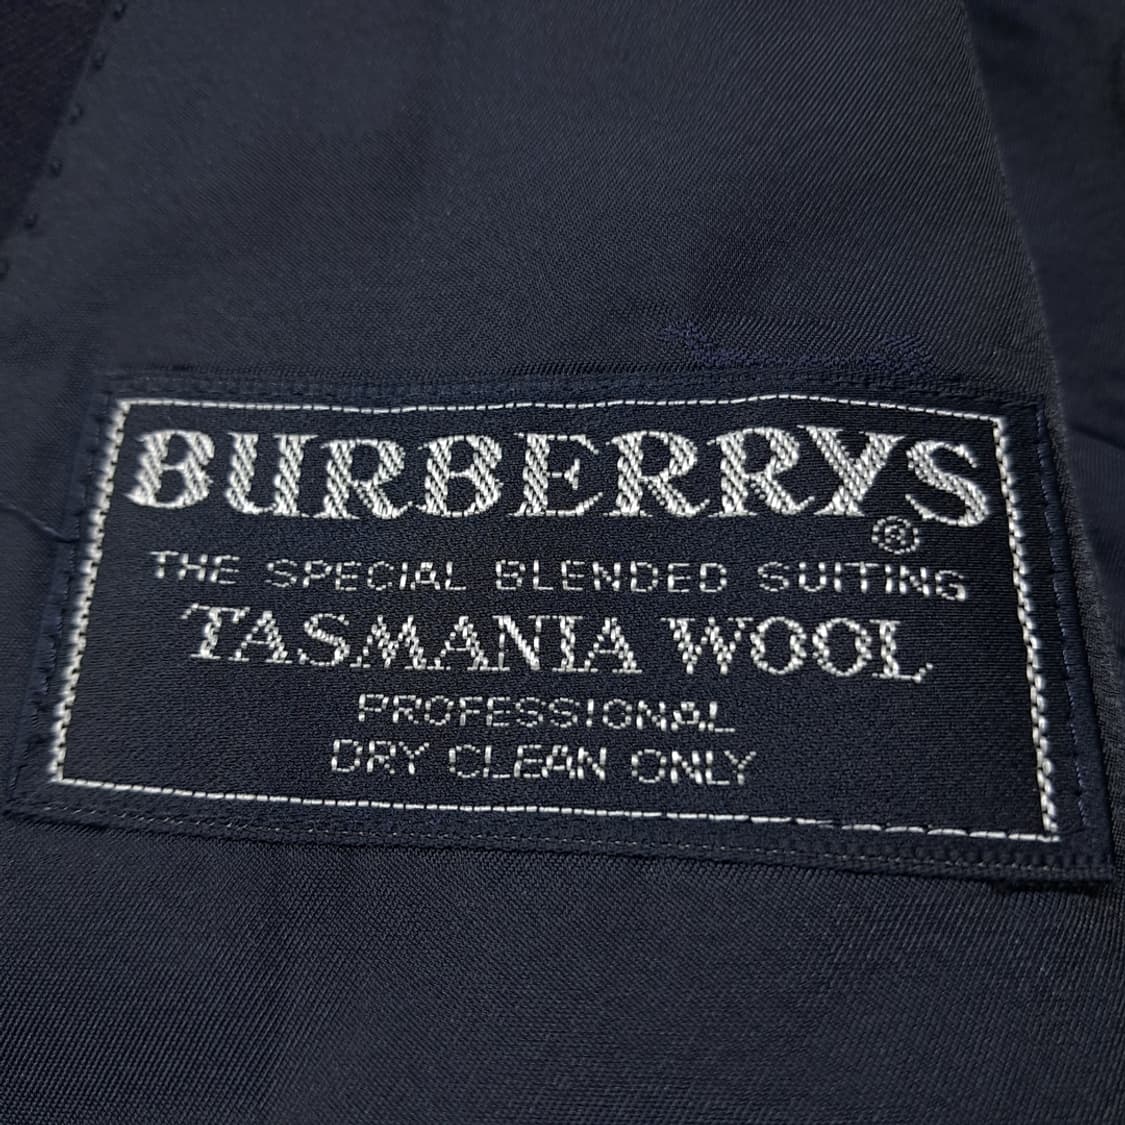 BURBERRYS®
THE SPECIAL BLENDED SUITING
TASMANIA WOOL
PROFESSIONAL
DRY CLEAN ONLY